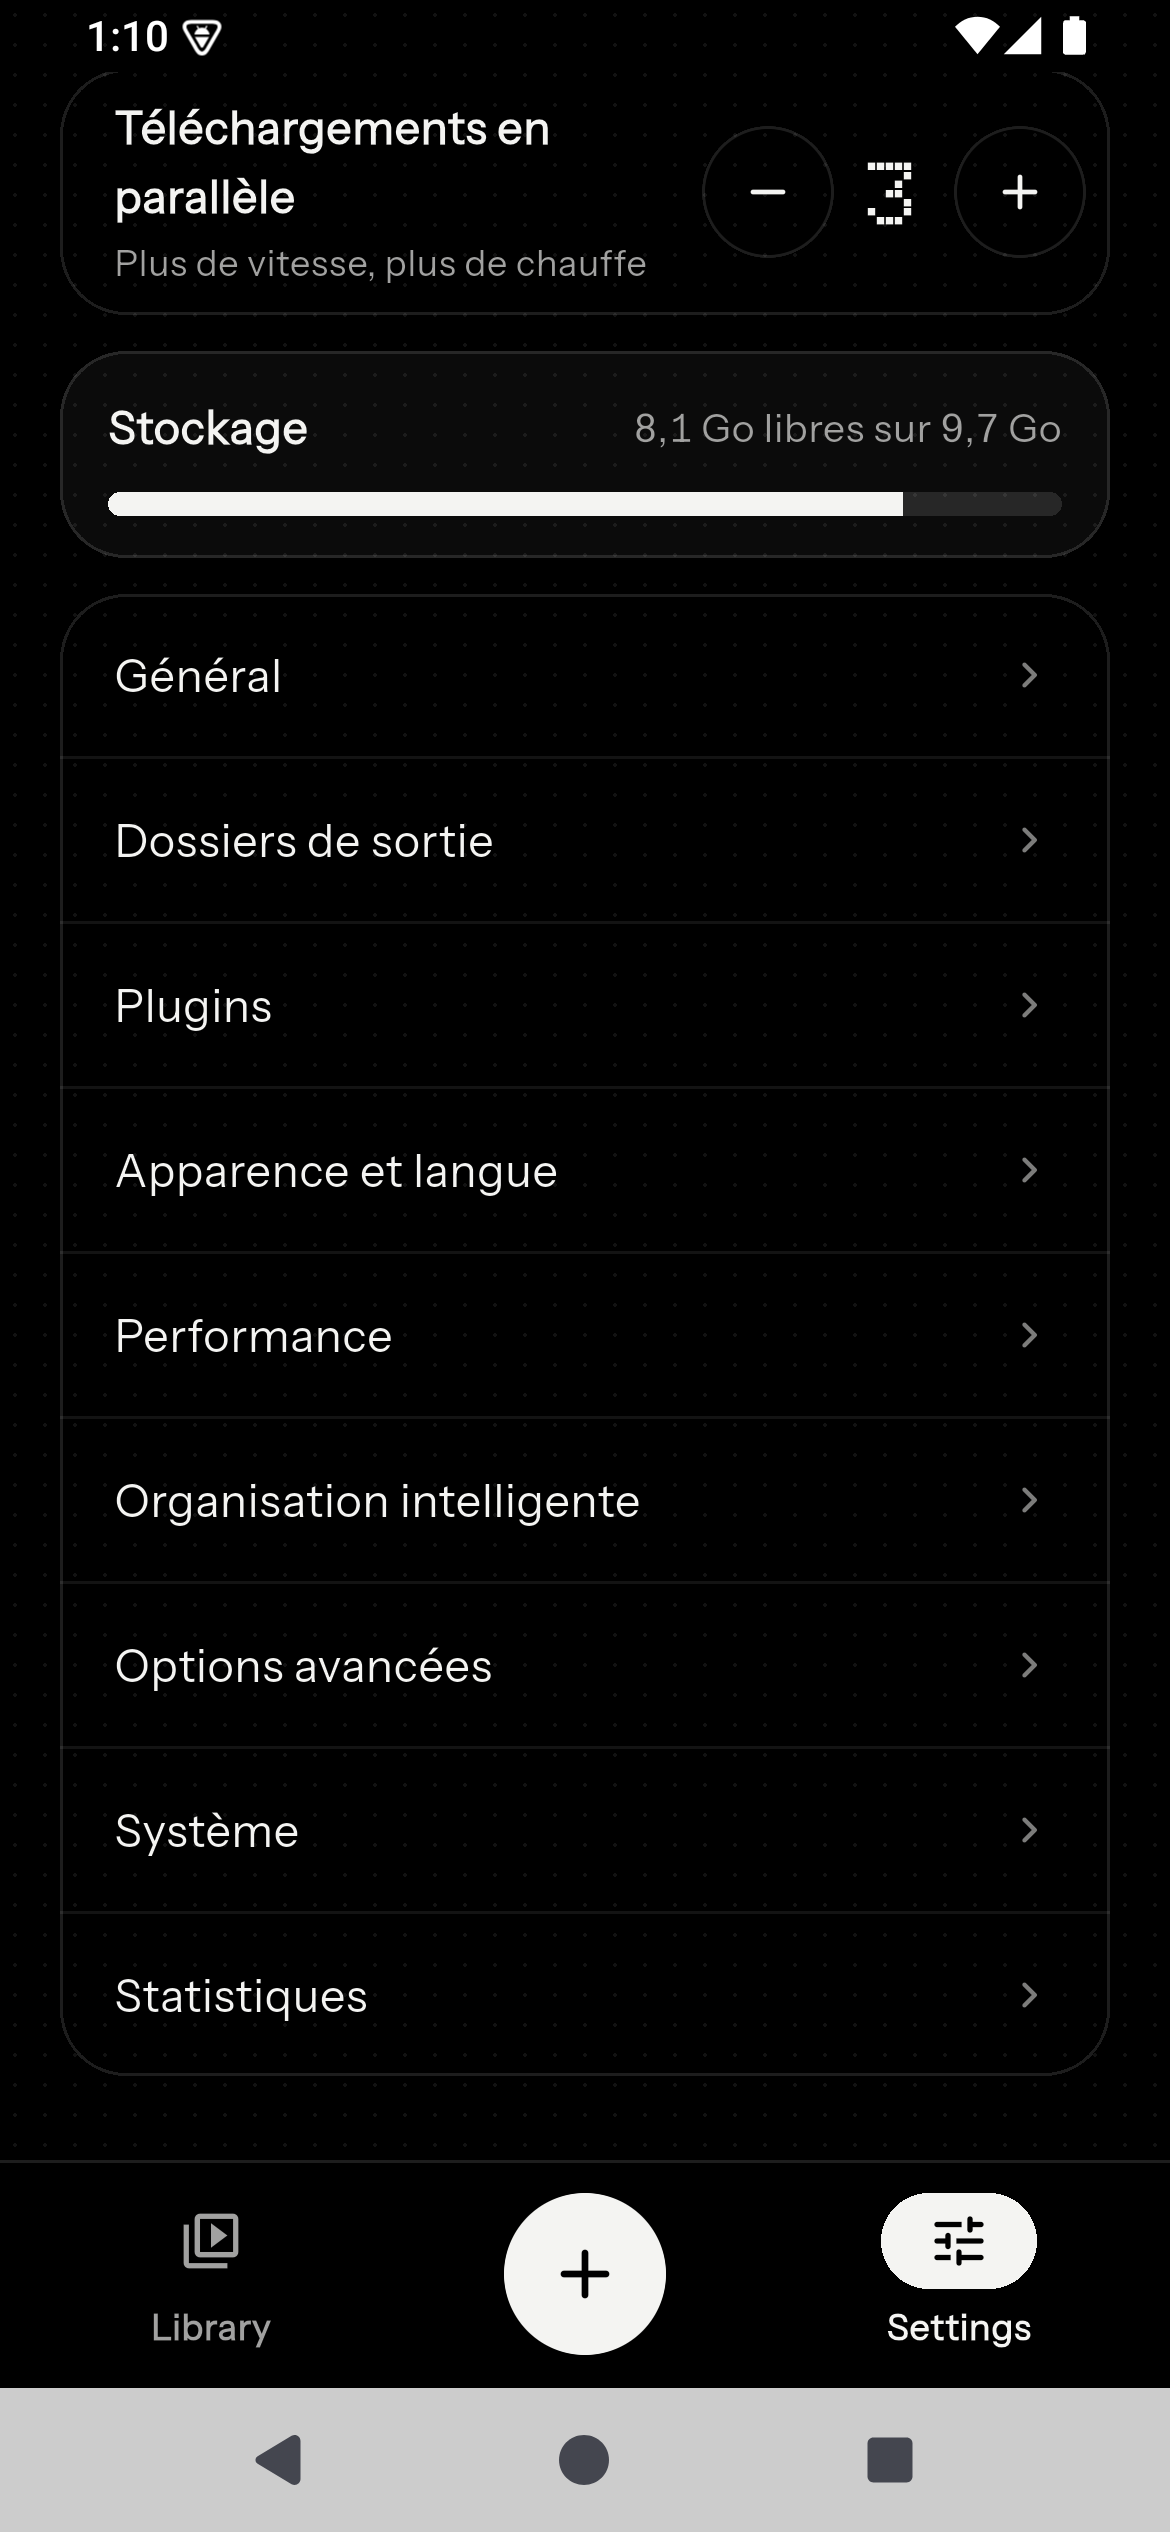 1:10
Téléchargements en
parallèle
Plus de vitesse, plus de chauffe
3
Stockage
8,1 Go libres sur 9,7 Go
Général
Dossiers de sortie
Plugins
Apparence et langue
Performance
Organisation intelligente
Options avancées
Système
Statistiques
Library
Settings